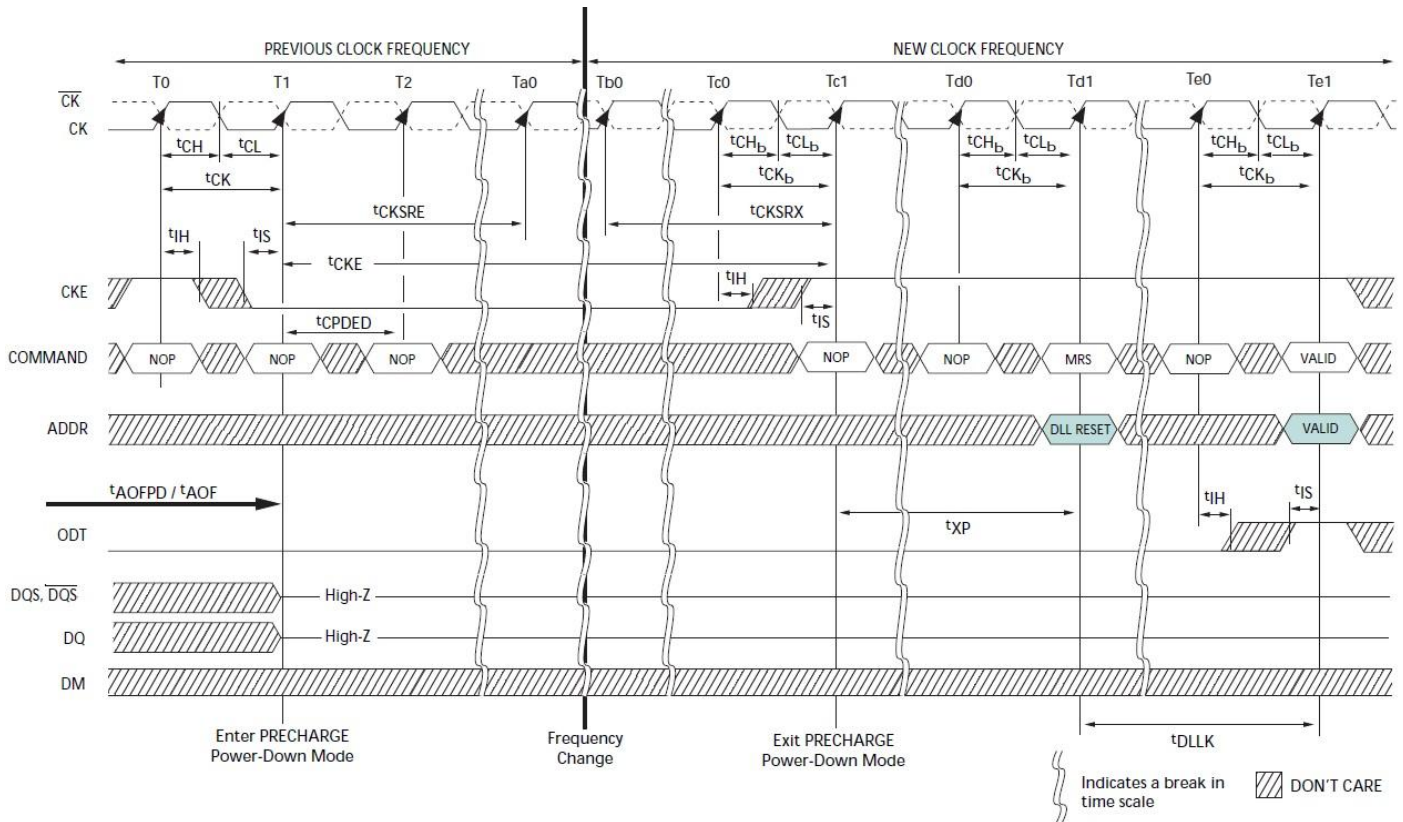 PREVIOUS CLOCK FREQUENCY
NEW CLOCK FREQUENCY
T0 T1 T2 Ta0 Tb0 Tc0 Tc1 Td0 Td1 Te0 Te1
CK
CK
tCH tCL tCHb tCLb tCHb tCLb tCHb tCLb
tCK tCKb tCKb tCKb
tCKSRE tCKSRX
tIH tIS tCKE tIH
CKE
tIS
tCPDED
COMMAND NOP NOP NOP NOP NOP MRS NOP VALID
ADDR DLL RESET VALID
tAOFPD / tAOF
tIH tIS
tXP
ODT
DQS, DQS High-Z
DQ High-Z
DM
Enter PRECHARGE
Power-Down Mode
Frequency
Change
Exit PRECHARGE
Power-Down Mode
tDLLK
Indicates a break in
time scale
DON'T CARE